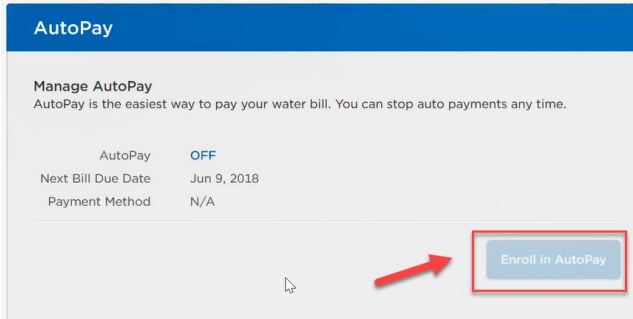 AutoPay
Manage AutoPay
AutoPay is the easiest way to pay your water bill. You can stop auto payments any time.
AutoPay OFF
Next Bill Due Date Jun 9, 2018
Payment Method N/A
Enroll in AutoPay